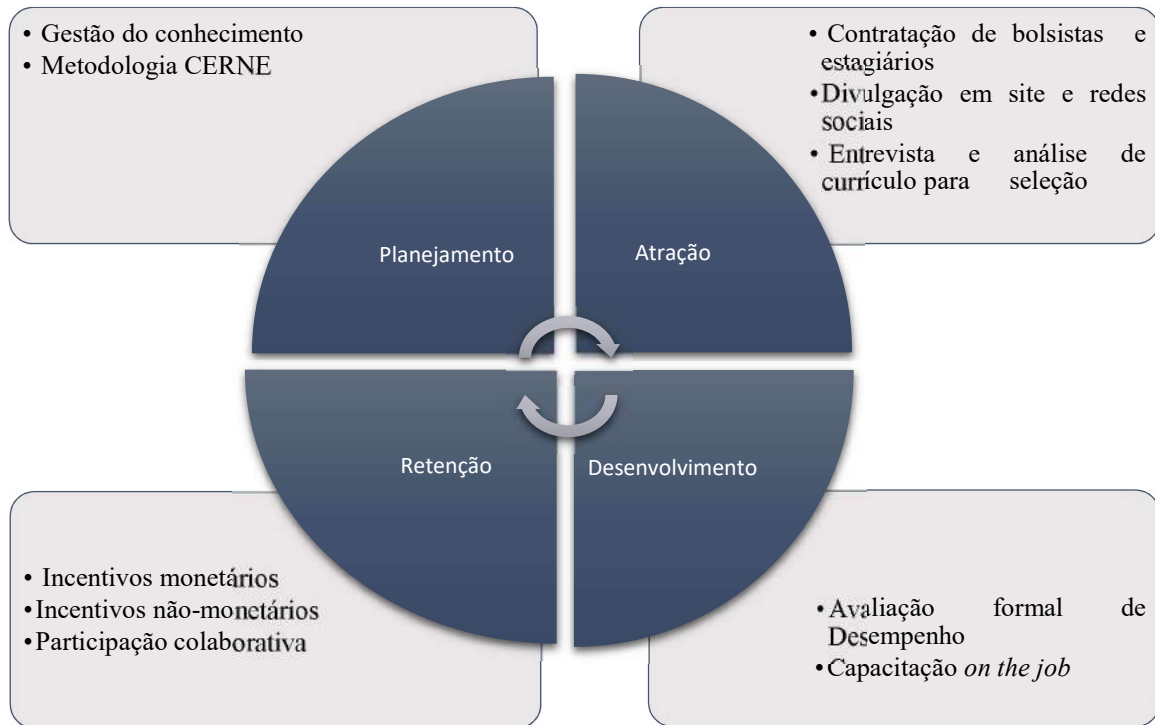 • Gestão do conhecimento
• Metodologia CERNE
• Contratação de bolsistas e
estagiários
•Divulgação em site e redes
sociais
• Entrevista e análise de
currículo para seleção
Planejamento
Atração
Retenção
Desenvolvimento
• Incentivos monetários
•Incentivos não-monetários
•Participação colaborativa
•Avaliação formal de
Desempenho
•Capacitação on the job